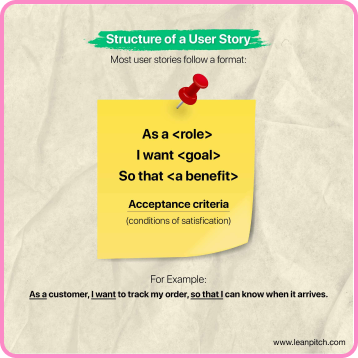 Structure of a User Story
Most user stories follow a format:
As a <role>
I want <goal>
So that <a benefit>
Acceptance criteria
(conditions of satisfication)
For Example:
As a customer, I want to track my order, so that I can know when it arrives.
www.leanpitch.com